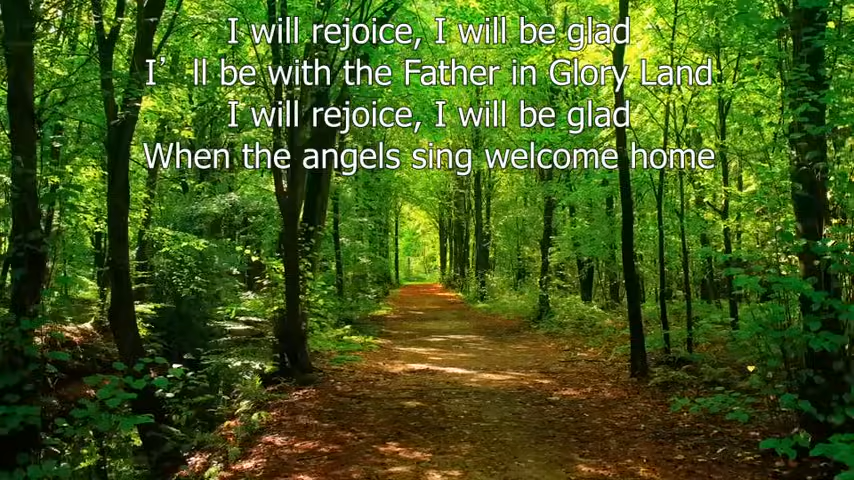 I will rejoice, I will be glad
I’ll be with the Father in Glory Land
I will rejoice, I will be glad
When the angels sing welcome home